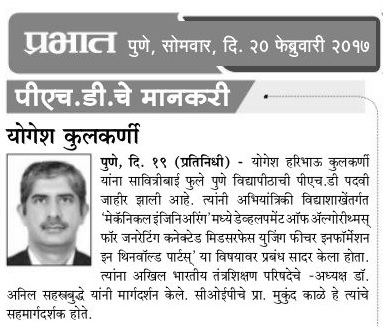 प्रभात पुणे, सोमवार, दि. २० फेब्रुवारी २०१७
पीएच.डी.चे मानकरी
योगेश कुलकर्णी
पुणे, दि. १९ (प्रतिनिधी) - योगेश हरिभाऊ कुलकर्णी
यांना सावित्रीबाई फुले पुणे विद्यापीठाची पीएचडी पदवी
जाहीर झाली आहे. त्यांनी अभियांत्रिकी विद्याशाखेंतर्गत
'मेकॅनिकल इंजिनिअरिंग'मध्ये डेव्हलपमेंट ऑफ अल्गोरीथम्स
फॉर जनरेटिंग कनेक्टेड मिडसरफेस युजिंग फीचर इनफॉर्मेशन
इन थिनवॉल्ड पार्टस्' या विषयावर प्रबंध सादर केला होता.
त्यांना अखिल भारतीय तंत्रशिक्षण परिषदेचे -अध्यक्ष डॉ.
अनिल सहस्त्रबुद्धे यांनी मार्गदर्शन केले. सीओईपीचे प्रा. मुकुंद काळे हे त्यांचे
सहमार्गदर्शक होते.